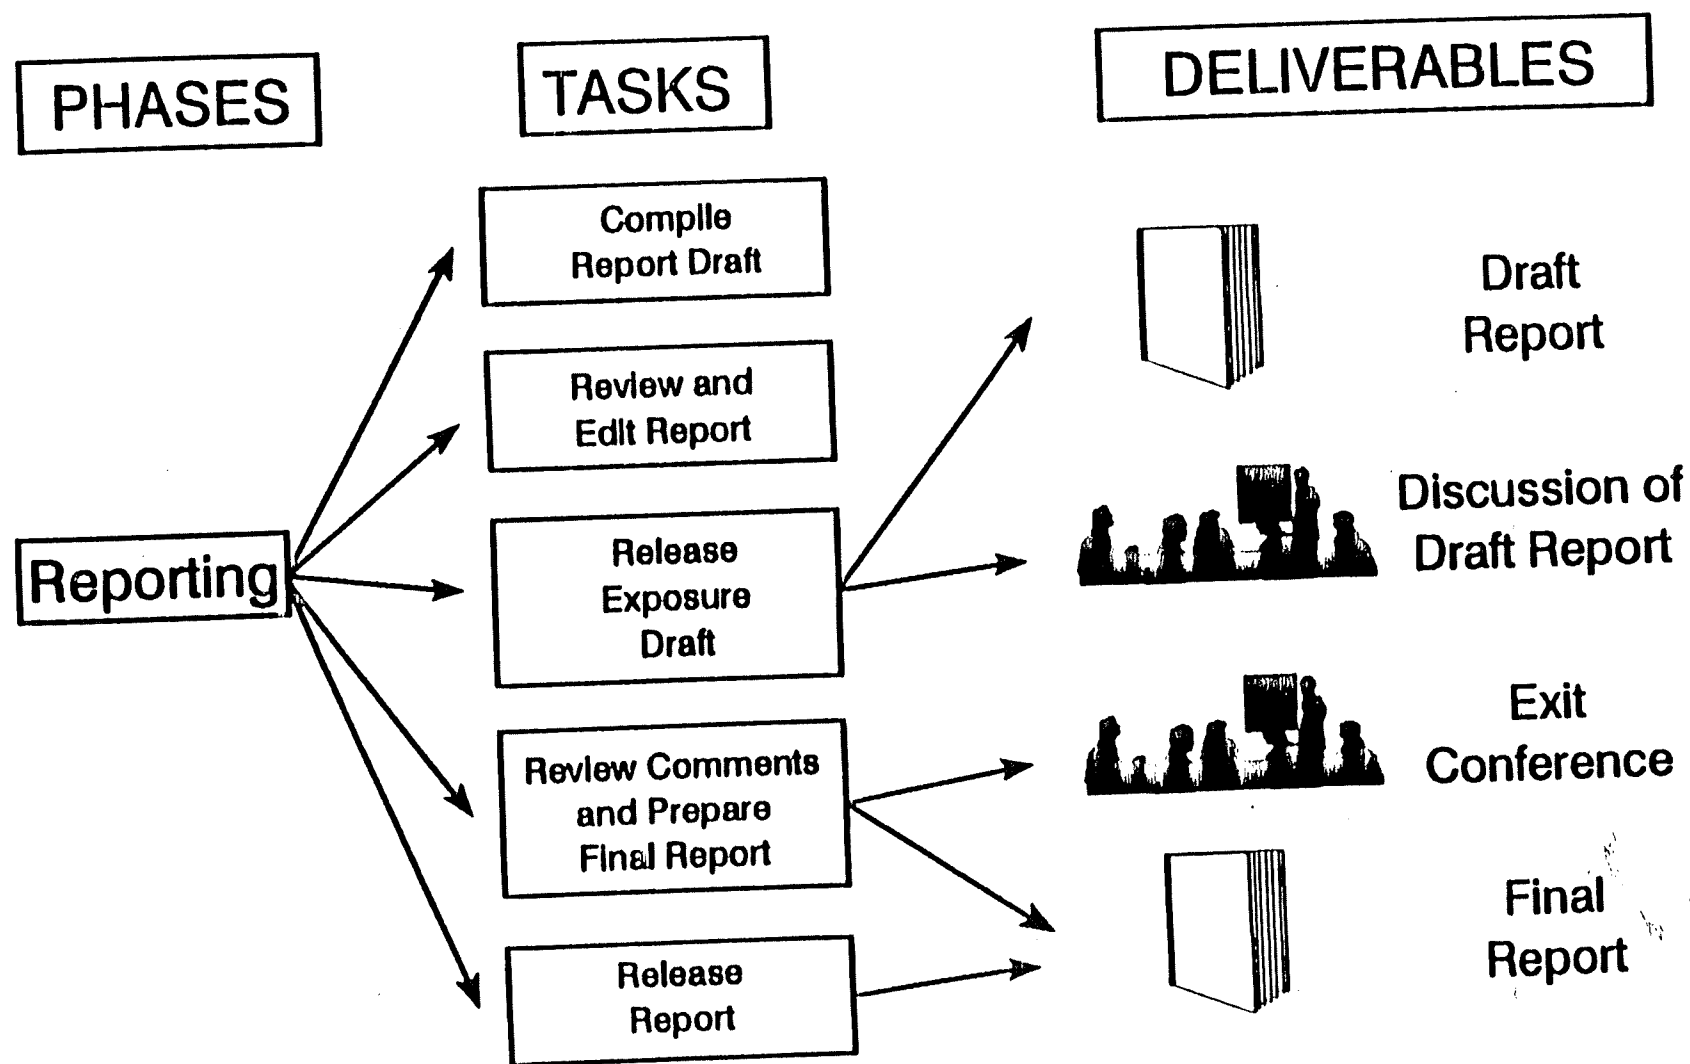 PHASES
TASKS
DELIVERABLES
Compile
Report Draft
Review and
Edit Report
Reporting
Release
Exposure
Draft
Review Comments
and Prepare
Final Report
Release
Report
Draft
Report
Discussion of
Draft Report
Exit
Conference
Final
Report